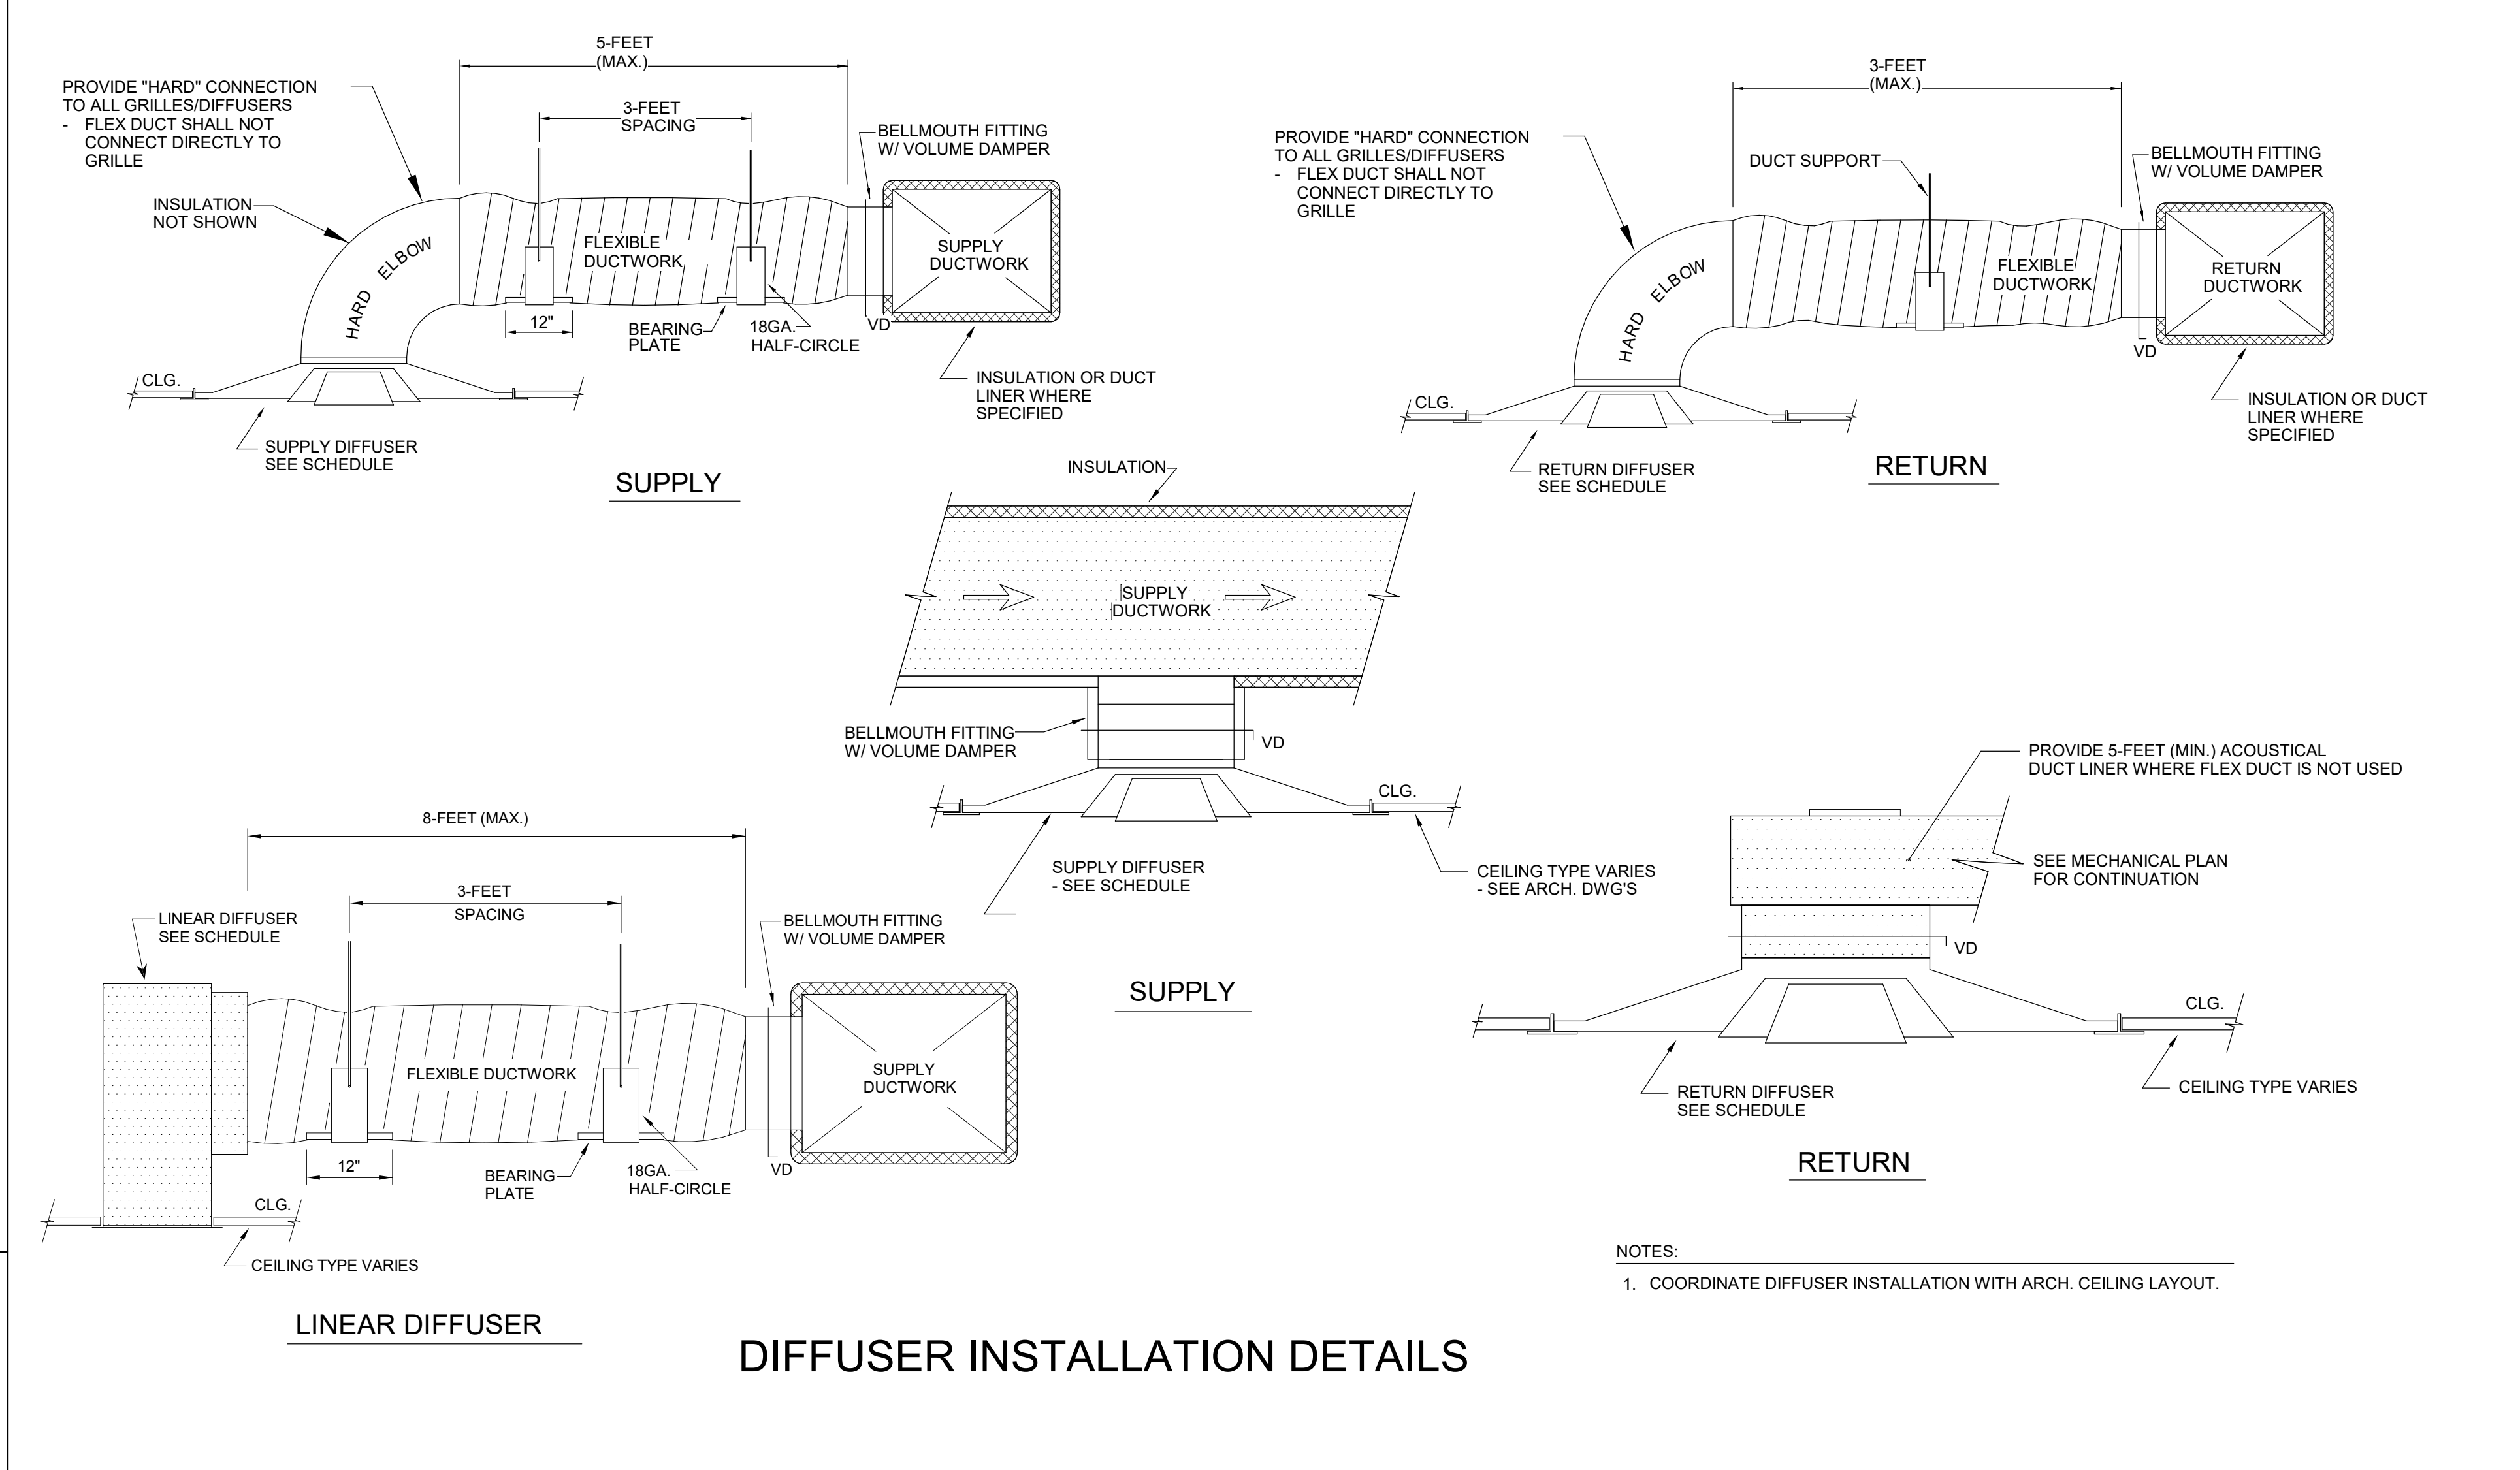 5-FEET
(MAX.)
PROVIDE "HARD" CONNECTION
TO ALL GRILLES/DIFFUSERS
- FLEX DUCT SHALL NOT
CONNECT DIRECTLY TO
GRILLE
3-FEET
SPACING
BELLMOUTH FITTING
W/ VOLUME DAMPER
INSULATION
NOT SHOWN
HARD ELBOW
FLEXIBLE
DUCTWORK
SUPPLY
DUCTWORK
12"
BEARING
PLATE
18GA.
HALF-CIRCLE
VD
CLG.
INSULATION OR DUCT
LINER WHERE
SPECIFIED
SUPPLY DIFFUSER
SEE SCHEDULE
SUPPLY
3-FEET
(MAX.)
PROVIDE "HARD" CONNECTION
TO ALL GRILLES/DIFFUSERS
- FLEX DUCT SHALL NOT
CONNECT DIRECTLY TO
GRILLE
DUCT SUPPORT
BELLMOUTH FITTING
W/ VOLUME DAMPER
HARD ELBOW
FLEXIBLE
DUCTWORK
RETURN
DUCTWORK
VD
CLG.
INSULATION OR DUCT
LINER WHERE
SPECIFIED
RETURN DIFFUSER
SEE SCHEDULE
RETURN
INSULATION
SUPPLY
DUCTWORK
BELLMOUTH FITTING
W/ VOLUME DAMPER
VD
CLG.
SUPPLY DIFFUSER
- SEE SCHEDULE
CEILING TYPE VARIES
- SEE ARCH. DWG'S
SUPPLY
PROVIDE 5-FEET (MIN.) ACOUSTICAL
DUCT LINER WHERE FLEX DUCT IS NOT USED
SEE MECHANICAL PLAN
FOR CONTINUATION
VD
CLG.
RETURN DIFFUSER
SEE SCHEDULE
CEILING TYPE VARIES
RETURN
8-FEET (MAX.)
3-FEET
SPACING
LINEAR DIFFUSER
SEE SCHEDULE
BELLMOUTH FITTING
W/ VOLUME DAMPER
FLEXIBLE DUCTWORK
SUPPLY
DUCTWORK
12"
BEARING
PLATE
18GA.
HALF-CIRCLE
VD
CLG.
CEILING TYPE VARIES
LINEAR DIFFUSER
NOTES:
1. COORDINATE DIFFUSER INSTALLATION WITH ARCH. CEILING LAYOUT.
DIFFUSER INSTALLATION DETAILS